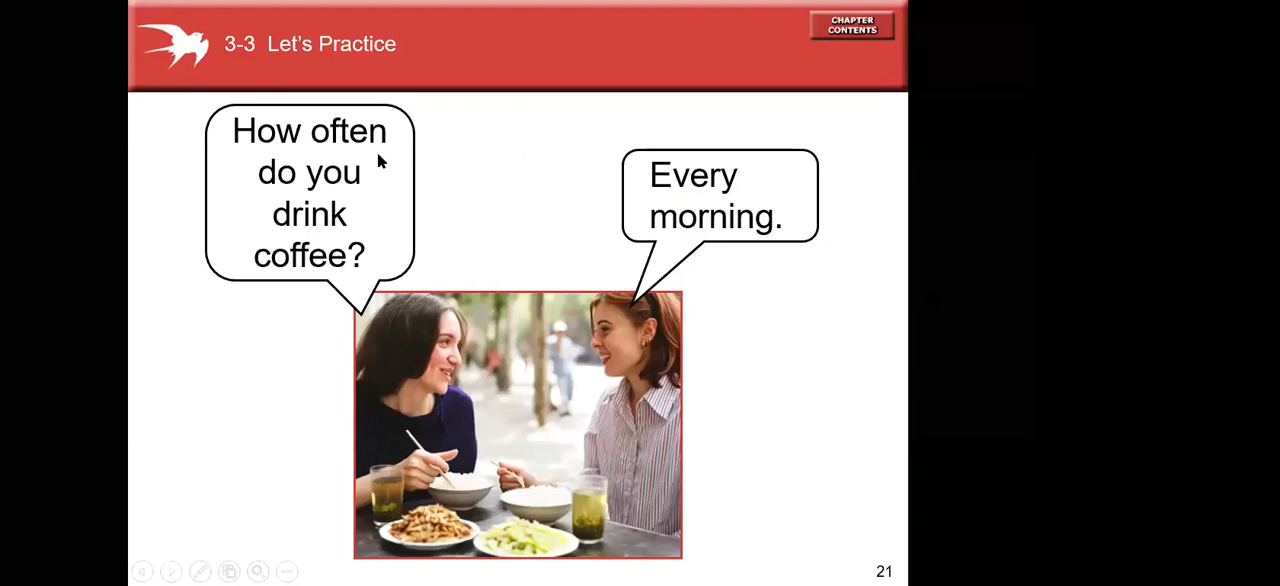 3-3 Let's Practice
CHAPTER
CONTENTS
How often
do you
drink
coffee?
Every
morning.
21